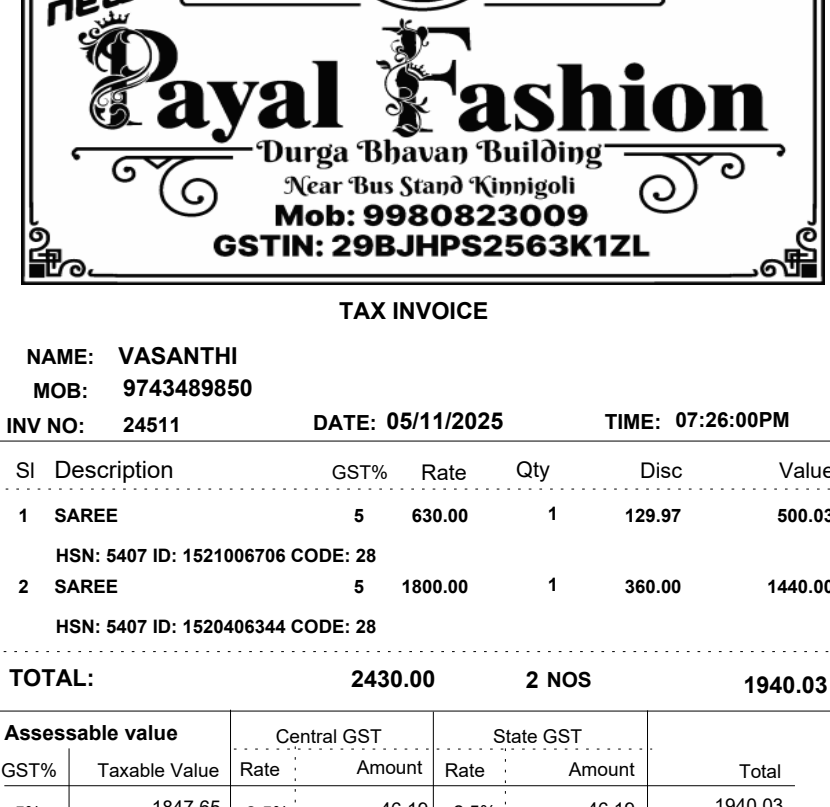 new
Payal Fashion
Durga Bhavan Building
Near Bus Stand Kinnigoli
Mob: 9980823009
GSTIN: 29BJHPS2563K1ZL
TAX INVOICE
NAME: VASANTHI
MOB: 9743489850
INV NO: 24511 DATE: 05/11/2025 TIME: 07:26:00PM
Sl Description GST% Rate Qty Disc Value
1 SAREE 5 630.00 1 129.97 500.03
HSN: 5407 ID: 1521006706 CODE: 28
2 SAREE 5 1800.00 1 360.00 1440.00
HSN: 5407 ID: 1520406344 CODE: 28
TOTAL: 2430.00 2 NOS 1940.03
Assessable value Central GST State GST
GST% Taxable Value Rate Amount Rate Amount Total
1847.65 46.19 46.19 1940.03